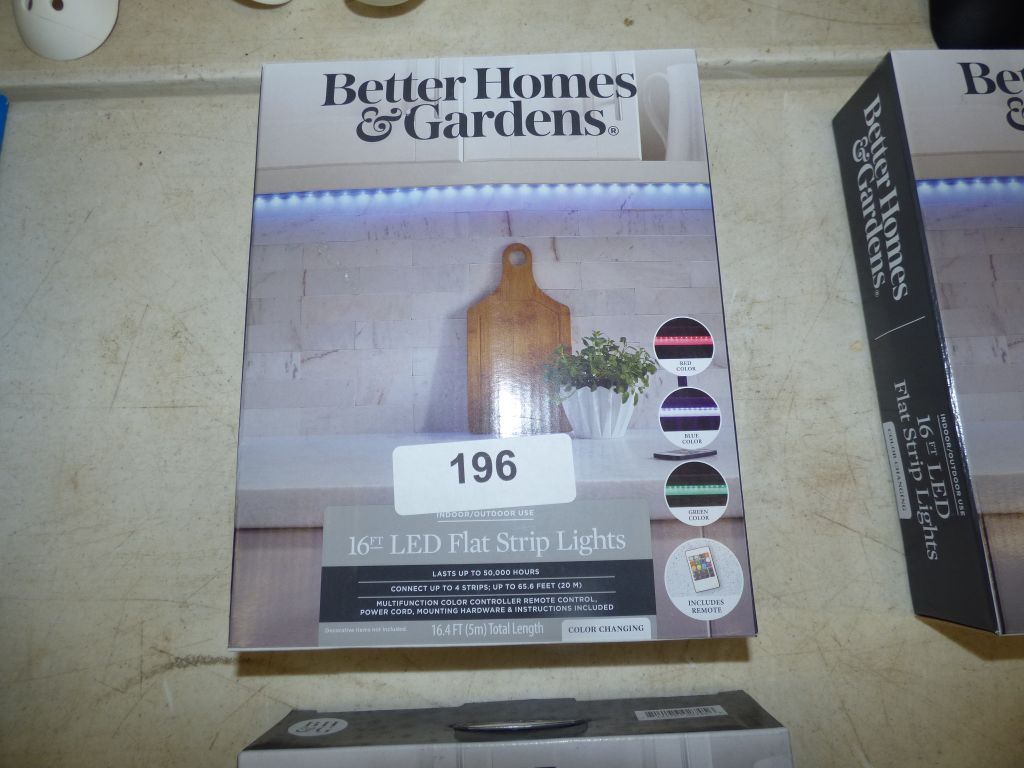 Better Homes
& Gardens®
RED
COLOR
BLUE
COLOR
GREEN
COLOR
INCLUDES
REMOTE
196
INDOOR/OUTDOOR USE
16FT LED Flat Strip Lights
LASTS UP TO 50,000 HOURS
CONNECT UP TO 4 STRIPS; UP TO 65.6 FEET (20 M)
MULTIFUNCTION COLOR CONTROLLER REMOTE CONTROL,
POWER CORD, MOUNTING HARDWARE & INSTRUCTIONS INCLUDED
Decorative items not included.
16.4 FT (5m) Total Length
COLOR CHANGING
Better Homes
& Gardens®
INDOOR/OUTDOOR USE
16FT LED
Flat Strip Lights
COLOR CHANGING
Be
&
BH
&G